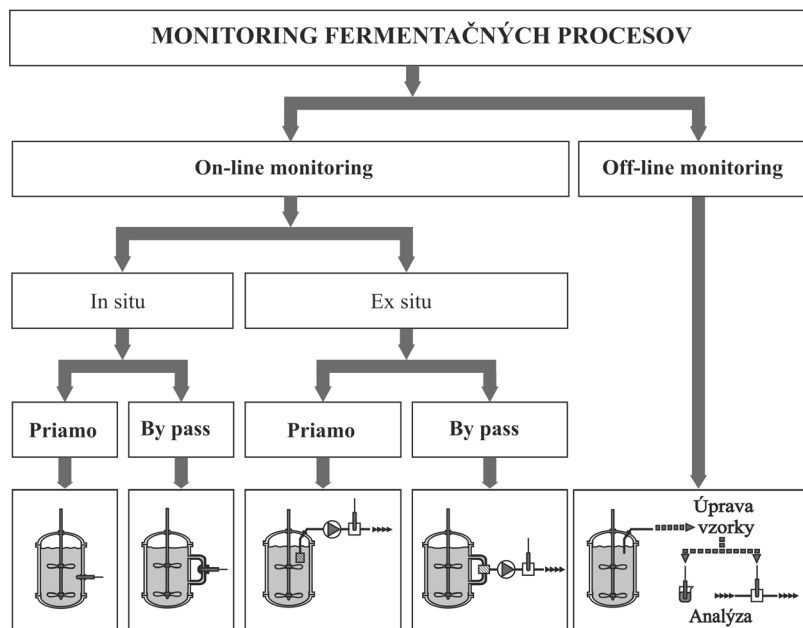 MONITORING FERMENTAČNÝCH PROCESOV
On-line monitoring
Off-line monitoring
In situ
Ex situ
Priamo
By pass
Priamo
By pass
Úprava
vzorky
Analýza